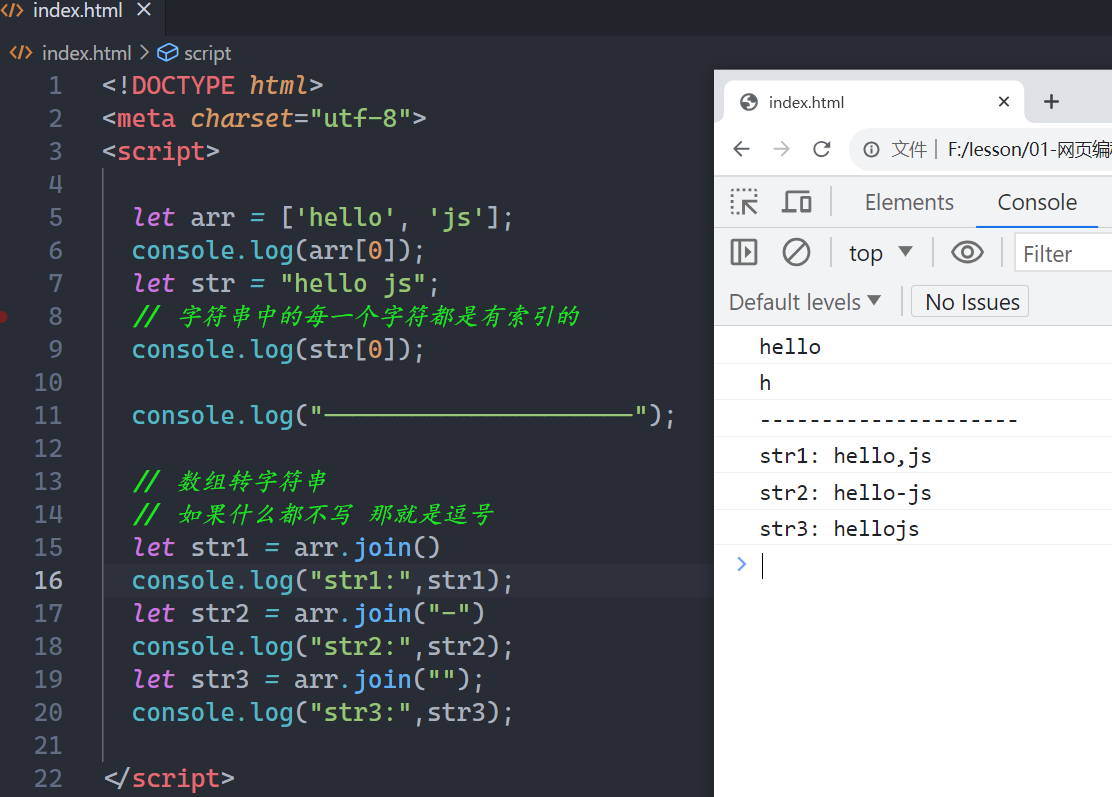 index.html ×
index.html > script
1 <!DOCTYPE html>
2 <meta charset="utf-8">
3 <script>
4
5 let arr = ['hello', 'js'];
6 console.log(arr[0]);
7 let str = "hello js";
8 // 字符串中的每一个字符都是有索引的
9 console.log(str[0]);
10
11 console.log("---------------------");
12
13 // 数组转字符串
14 // 如果什么都不写 那就是逗号
15 let str1 = arr.join()
16 console.log("str1:",str1);
17 let str2 = arr.join("-")
18 console.log("str2:",str2);
19 let str3 = arr.join("");
20 console.log("str3:",str3);
21
22 </script>
index.html × +
文件 | F:/lesson/01-网页编程
Elements Console
top ▼ Filter
Default levels ▼ No Issues
hello
h
---------------------
str1: hello,js
str2: hello-js
str3: hellojs
>